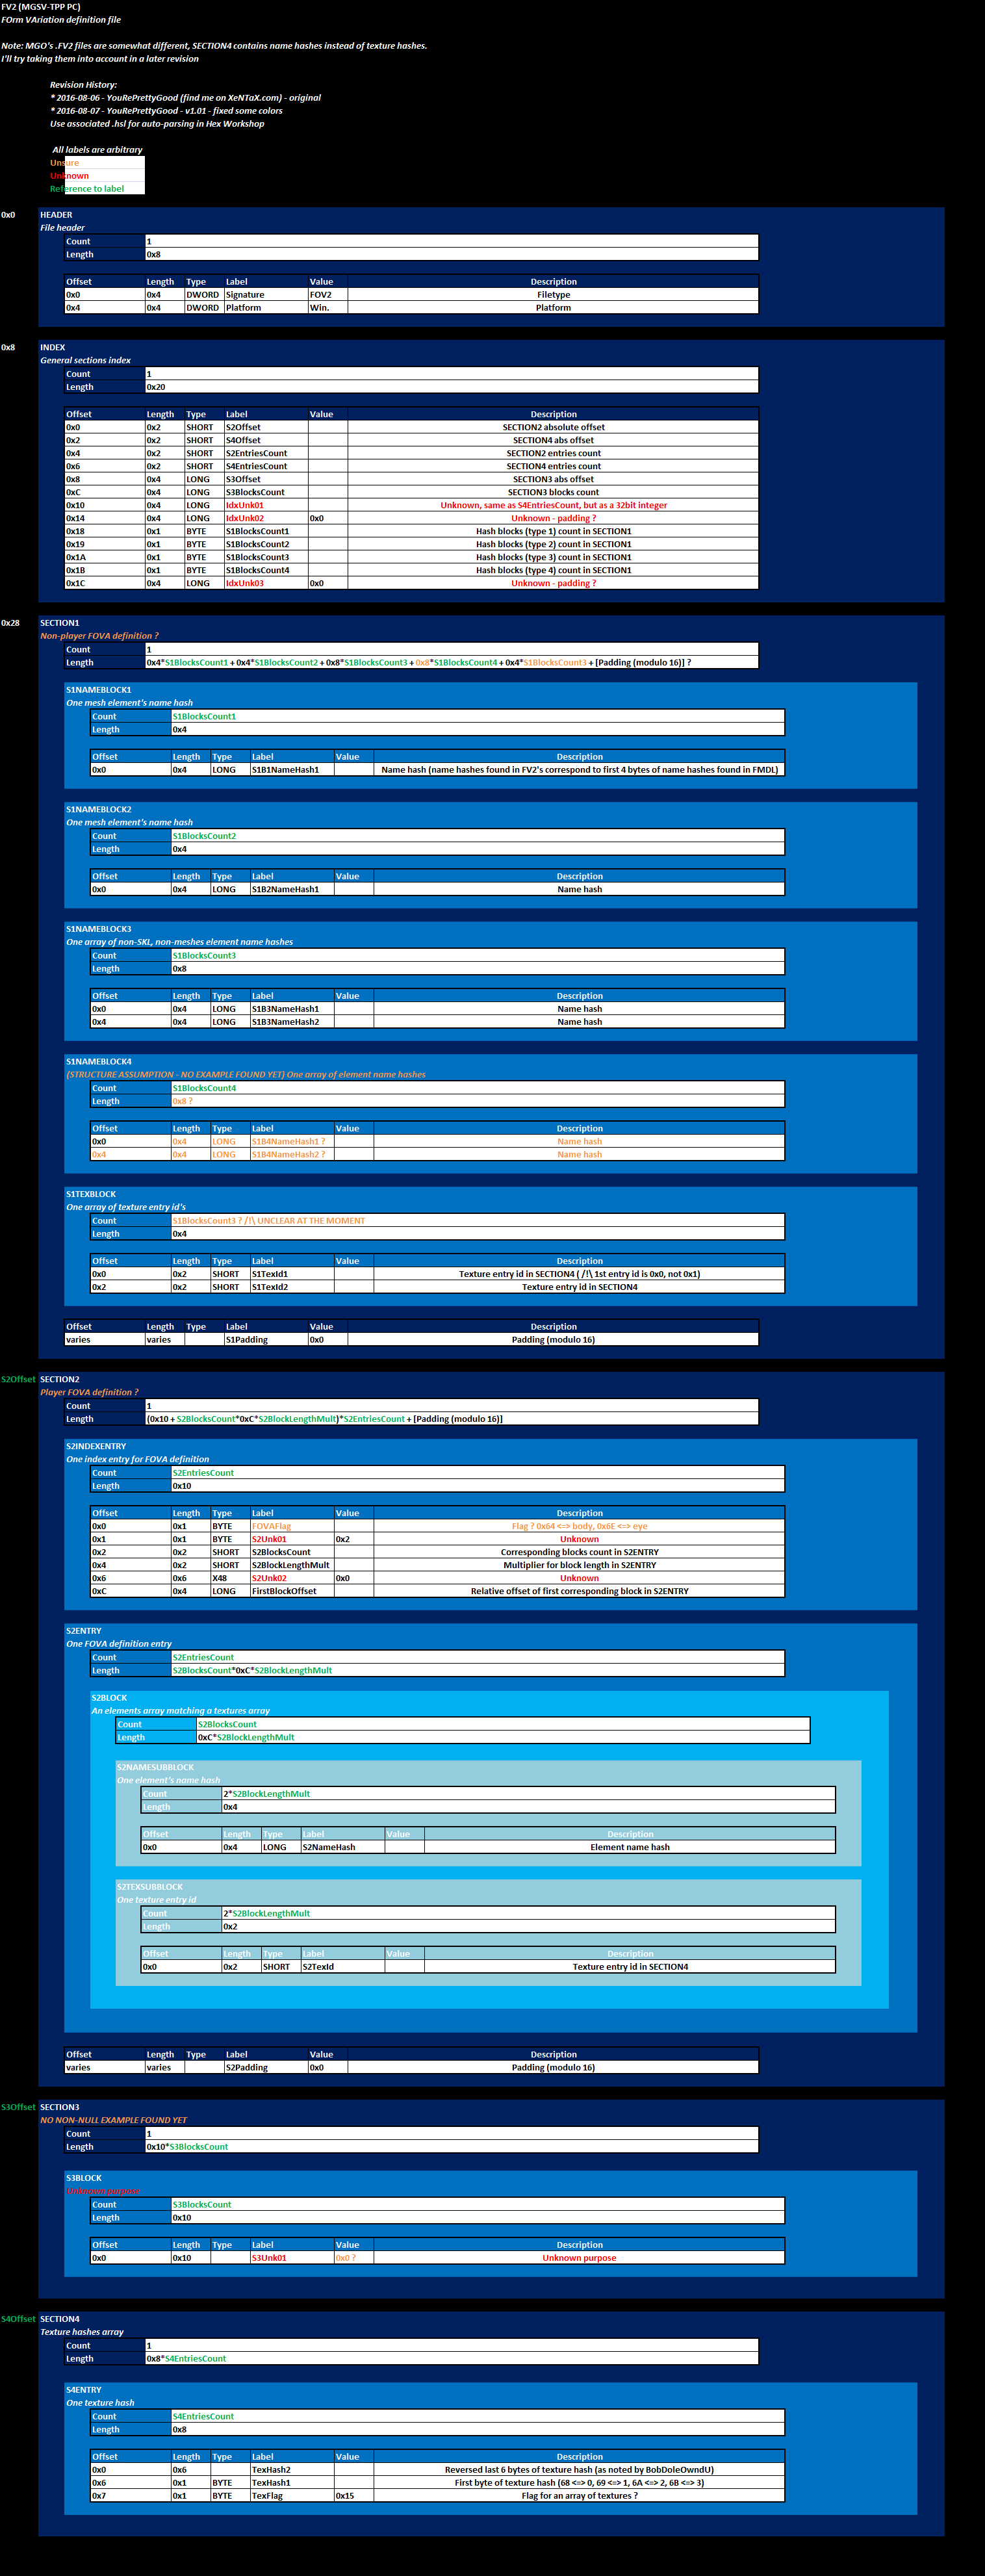 FV2 (MGSV-TPP PC)
FOrm VAriation definition file
Note: MGO's .FV2 files are somewhat different, SECTION4 contains name hashes instead of texture hashes.
I'll try taking them into account in a later revision
Revision History:
* 2016-08-06 - YouRePrettyGood (find me on XeNTaX.com) - original
* 2016-08-07 - YouRePrettyGood - v1.01 - fixed some colors
Use associated .hsl for auto-parsing in Hex Workshop
All labels are arbitrary
Unsure
Unknown
Reference to label
0x0 HEADER
File header
Count 1
Length 0x8
Offset Length Type Label Value Description
0x0 0x4 DWORD Signature FOV2 Filetype
0x4 0x4 DWORD Platform Win. Platform
0x8 INDEX
General sections index
Count 1
Length 0x20
Offset Length Type Label Value Description
0x0 0x2 SHORT S2Offset SECTION2 absolute offset
0x2 0x2 SHORT S4Offset SECTION4 abs offset
0x4 0x2 SHORT S2EntriesCount SECTION2 entries count
0x6 0x2 SHORT S4EntriesCount SECTION4 entries count
0x8 0x4 LONG S3Offset SECTION3 abs offset
0xC 0x4 LONG S3BlocksCount SECTION3 blocks count
0x10 0x4 LONG IdxUnk01 Unknown, same as S4EntriesCount, but as a 32bit integer
0x14 0x4 LONG IdxUnk02 0x0 Unknown - padding ?
0x18 0x1 BYTE S1BlocksCount1 Hash blocks (type 1) count in SECTION1
0x19 0x1 BYTE S1BlocksCount2 Hash blocks (type 2) count in SECTION1
0x1A 0x1 BYTE S1BlocksCount3 Hash blocks (type 3) count in SECTION1
0x1B 0x1 BYTE S1BlocksCount4 Hash blocks (type 4) count in SECTION1
0x1C 0x4 LONG IdxUnk03 0x0 Unknown - padding ?
0x28 SECTION1
Non-player FOVA definition ?
Count 1
Length 0x4*S1BlocksCount1 + 0x4*S1BlocksCount2 + 0x8*S1BlocksCount3 + 0x8*S1BlocksCount4 + 0x4*S1BlocksCount3 + [Padding (modulo 16)] ?
S1NAMEBLOCK1
One mesh element's name hash
Count S1BlocksCount1
Length 0x4
Offset Length Type Label Value Description
0x0 0x4 LONG S1B1NameHash1 Name hash (name hashes found in FV2's correspond to first 4 bytes of name hashes found in FMDL)
S1NAMEBLOCK2
One mesh element's name hash
Count S1BlocksCount2
Length 0x4
Offset Length Type Label Value Description
0x0 0x4 LONG S1B2NameHash1 Name hash
S1NAMEBLOCK3
One array of non-SKL, non-meshes element name hashes
Count S1BlocksCount3
Length 0x8
Offset Length Type Label Value Description
0x0 0x4 LONG S1B3NameHash1 Name hash
0x4 0x4 LONG S1B3NameHash2 Name hash
S1NAMEBLOCK4
(STRUCTURE ASSUMPTION - NO EXAMPLE FOUND YET) One array of element name hashes
Count S1BlocksCount4
Length 0x8 ?
Offset Length Type Label Value Description
0x0 0x4 LONG S1B4NameHash1 ? Name hash
0x4 0x4 LONG S1B4NameHash2 ? Name hash
S1TEXBLOCK
One array of texture entry id's
Count S1BlocksCount3 ? /!\ UNCLEAR AT THE MOMENT
Length 0x4
Offset Length Type Label Value Description
0x0 0x2 SHORT S1TexId1 Texture entry id in SECTION4 ( /!\ 1st entry id is 0x0, not 0x1)
0x2 0x2 SHORT S1TexId2 Texture entry id in SECTION4
Offset Length Type Label Value Description
varies varies S1Padding 0x0 Padding (modulo 16)
S2Offset SECTION2
Player FOVA definition ?
Count 1
Length (0x10 + S2BlocksCount*0xC*S2BlockLengthMult)*S2EntriesCount + [Padding (modulo 16)]
S2INDEXENTRY
One index entry for FOVA definition
Count S2EntriesCount
Length 0x10
Offset Length Type Label Value Description
0x0 0x1 BYTE FOVAFlag Flag ? 0x64 <=> body, 0x6E <=> eye
0x1 0x1 BYTE S2Unk01 0x2 Unknown
0x2 0x2 SHORT S2BlocksCount Corresponding blocks count in S2ENTRY
0x4 0x2 SHORT S2BlockLengthMult Multiplier for block length in S2ENTRY
0x6 0x6 X48 S2Unk02 0x0 Unknown
0xC 0x4 LONG FirstBlockOffset Relative offset of first corresponding block in S2ENTRY
S2ENTRY
One FOVA definition entry
Count S2EntriesCount
Length S2BlocksCount*0xC*S2BlockLengthMult
S2BLOCK
An elements array matching a textures array
Count S2BlocksCount
Length 0xC*S2BlockLengthMult
S2NAMESUBBLOCK
One element's name hash
Count 2*S2BlockLengthMult
Length 0x4
Offset Length Type Label Value Description
0x0 0x4 LONG S2NameHash Element name hash
S2TEXSUBBLOCK
One texture entry id
Count 2*S2BlockLengthMult
Length 0x2
Offset Length Type Label Value Description
0x0 0x2 SHORT S2TexId Texture entry id in SECTION4
Offset Length Type Label Value Description
varies varies S2Padding 0x0 Padding (modulo 16)
S3Offset SECTION3
NO NON-NULL EXAMPLE FOUND YET
Count 1
Length 0x10*S3BlocksCount
S3BLOCK
Unknown purpose
Count S3BlocksCount
Length 0x10
Offset Length Type Label Value Description
0x0 0x10 S3Unk01 0x0 ? Unknown purpose
S4Offset SECTION4
Texture hashes array
Count 1
Length 0x8*S4EntriesCount
S4ENTRY
One texture hash
Count S4EntriesCount
Length 0x8
Offset Length Type Label Value Description
0x0 0x6 TexHash2 Reversed last 6 bytes of texture hash (as noted by BobDoleOwndU)
0x6 0x1 BYTE TexHash1 First byte of texture hash (68 <=> 0, 69 <=> 1, 6A <=> 2, 6B <=> 3)
0x7 0x1 BYTE TexFlag 0x15 Flag for an array of textures ?